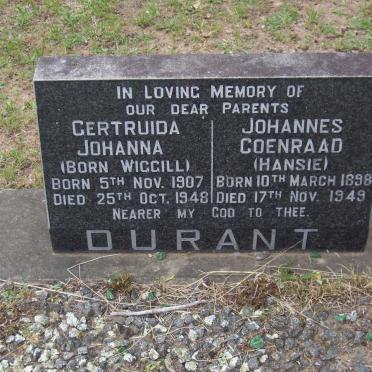 IN LOVING MEMORY OF
OUR DEAR PARENTS
GERTRUIDA
JOHANNA
(BORN WIGGILL)
BORN 5TH NOV. 1907
DIED 25TH OCT. 1948
JOHANNES
COENRAAD
(HANSIE)
BORN 10TH MARCH 1898
DIED 17TH NOV. 1949
NEARER MY GOD TO THEE.
DURANT